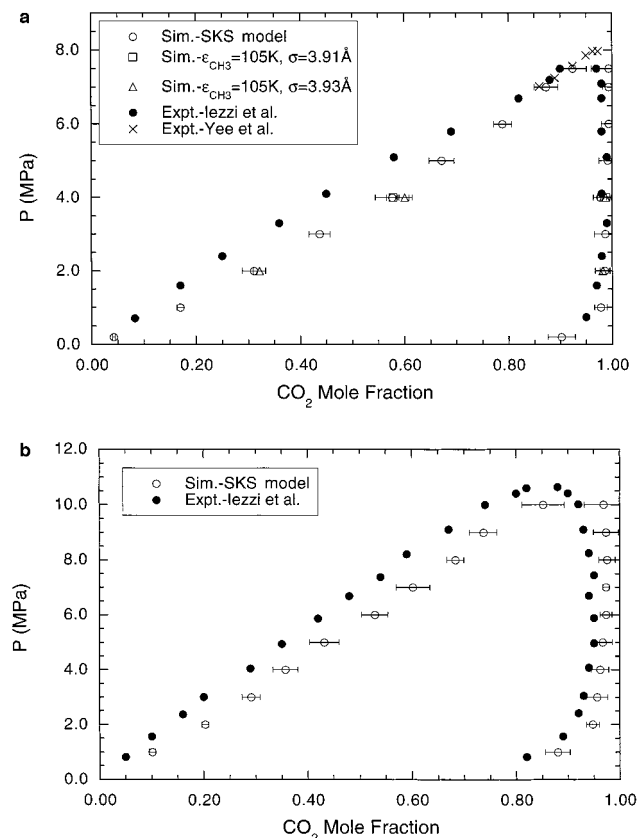 a
8.0
6.0
4.0
2.0
0.0
P (MPa)
Sim.-SKS model
Sim.-ε_CH3=105K, σ=3.91Å
Sim.-ε_CH3=105K, σ=3.93Å
Expt.-Iezzi et al.
Expt.-Yee et al.
0.00 0.20 0.40 0.60 0.80 1.00
CO₂ Mole Fraction
b
12.0
10.0
8.0
6.0
4.0
2.0
0.0
P (MPa)
Sim.-SKS model
Expt.-Iezzi et al.
0.00 0.20 0.40 0.60 0.80 1.00
CO₂ Mole Fraction